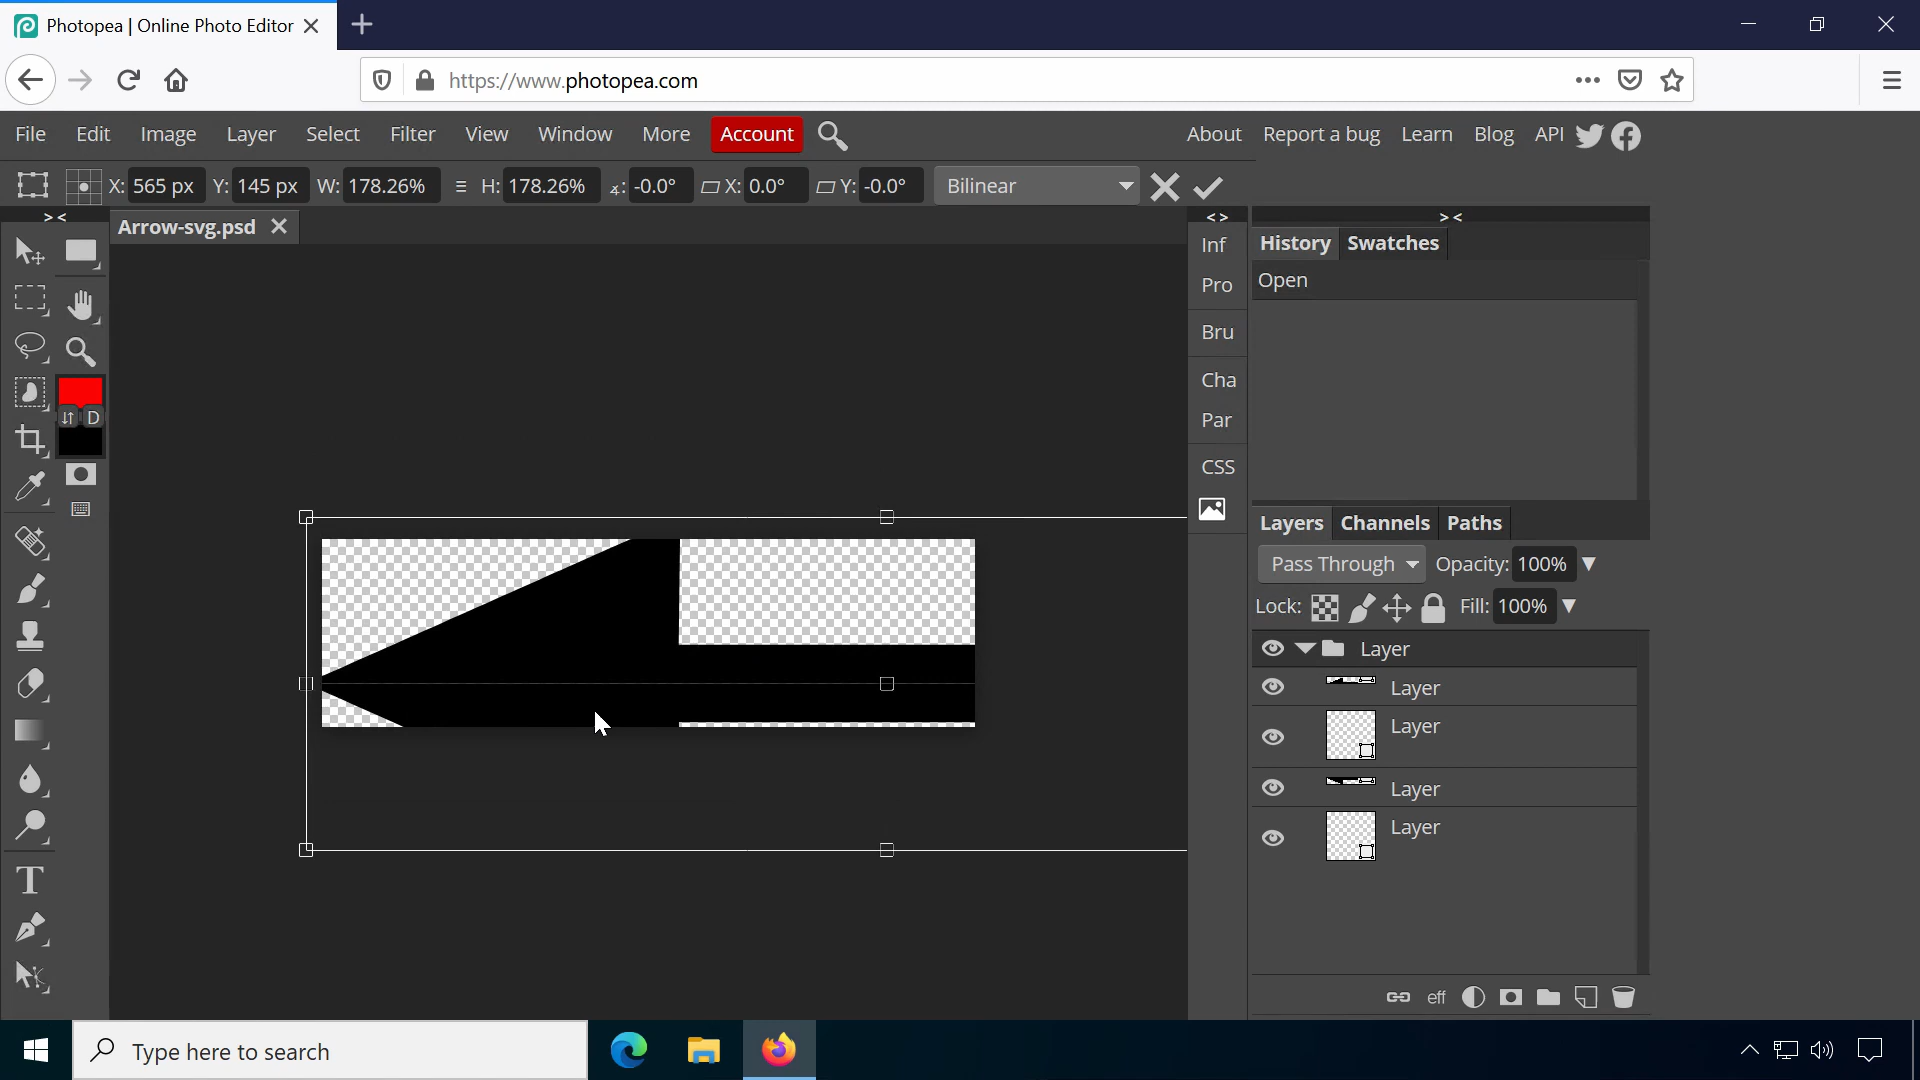 Photopea | Online Photo Editor
https://www.photopea.com
File Edit Image Layer Select Filter View Window More Account About Report a bug Learn Blog API
X: 565 px Y: 145 px W: 178.26% H: 178.26% -0.0° X: 0.0° Y: -0.0° Bilinear
> < < > > <
Arrow-svg.psd
History Swatches
Open
Inf
Pro
Bru
Cha
Par
CSS
D
Layers Channels Paths
Pass Through Opacity: 100%
Lock: Fill: 100%
Layer
Layer
Layer
Layer
Layer
T
eff
Type here to search